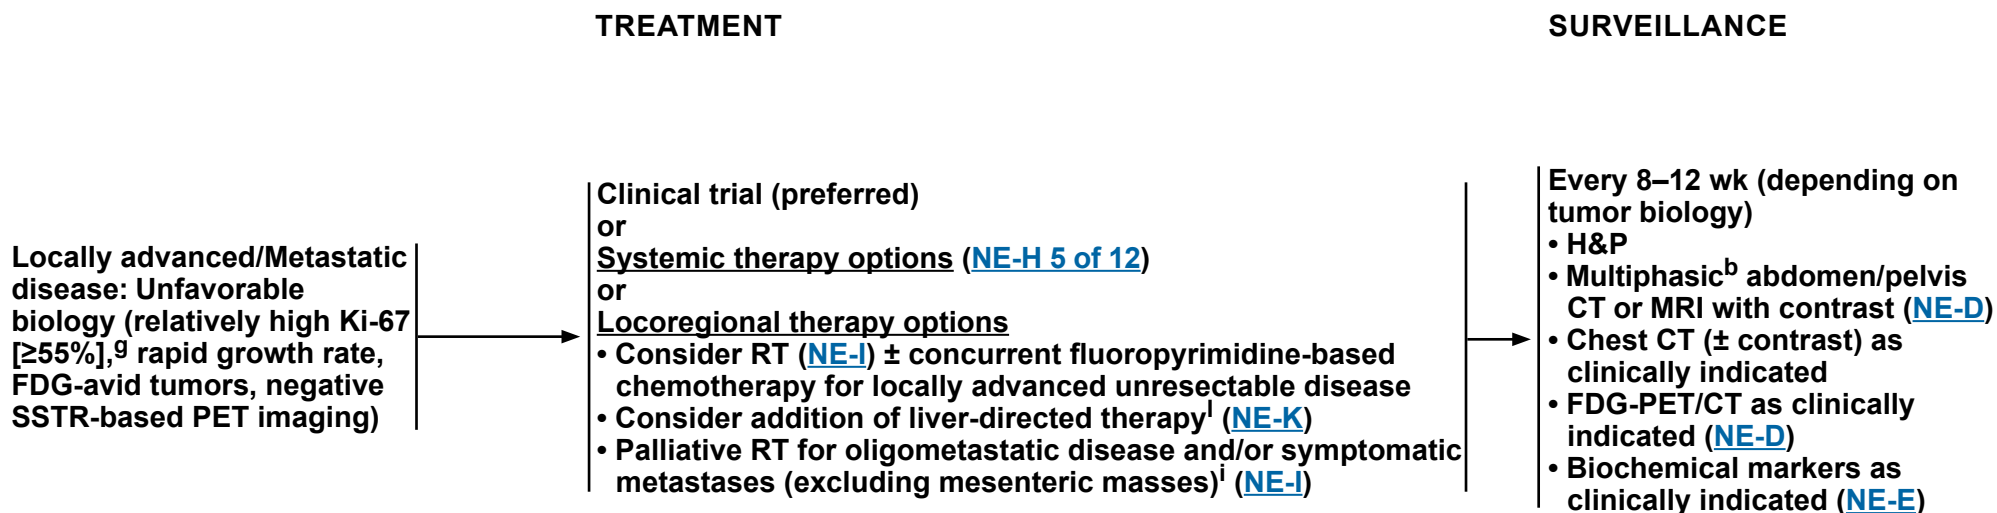 TREATMENT
SURVEILLANCE
Locally advanced/Metastatic
disease: Unfavorable
biology (relatively high Ki-67
[≥55%],g rapid growth rate,
FDG-avid tumors, negative
SSTR-based PET imaging)
Clinical trial (preferred)
or
Systemic therapy options (NE-H 5 of 12)
or
Locoregional therapy options
• Consider RT (NE-I) ± concurrent fluoropyrimidine-based
chemotherapy for locally advanced unresectable disease
• Consider addition of liver-directed therapyl (NE-K)
• Palliative RT for oligometastatic disease and/or symptomatic
metastases (excluding mesenteric masses)i (NE-I)
Every 8–12 wk (depending on
tumor biology)
• H&P
• Multiphasicb abdomen/pelvis
CT or MRI with contrast (NE-D)
• Chest CT (± contrast) as
clinically indicated
• FDG-PET/CT as clinically
indicated (NE-D)
• Biochemical markers as
clinically indicated (NE-E)